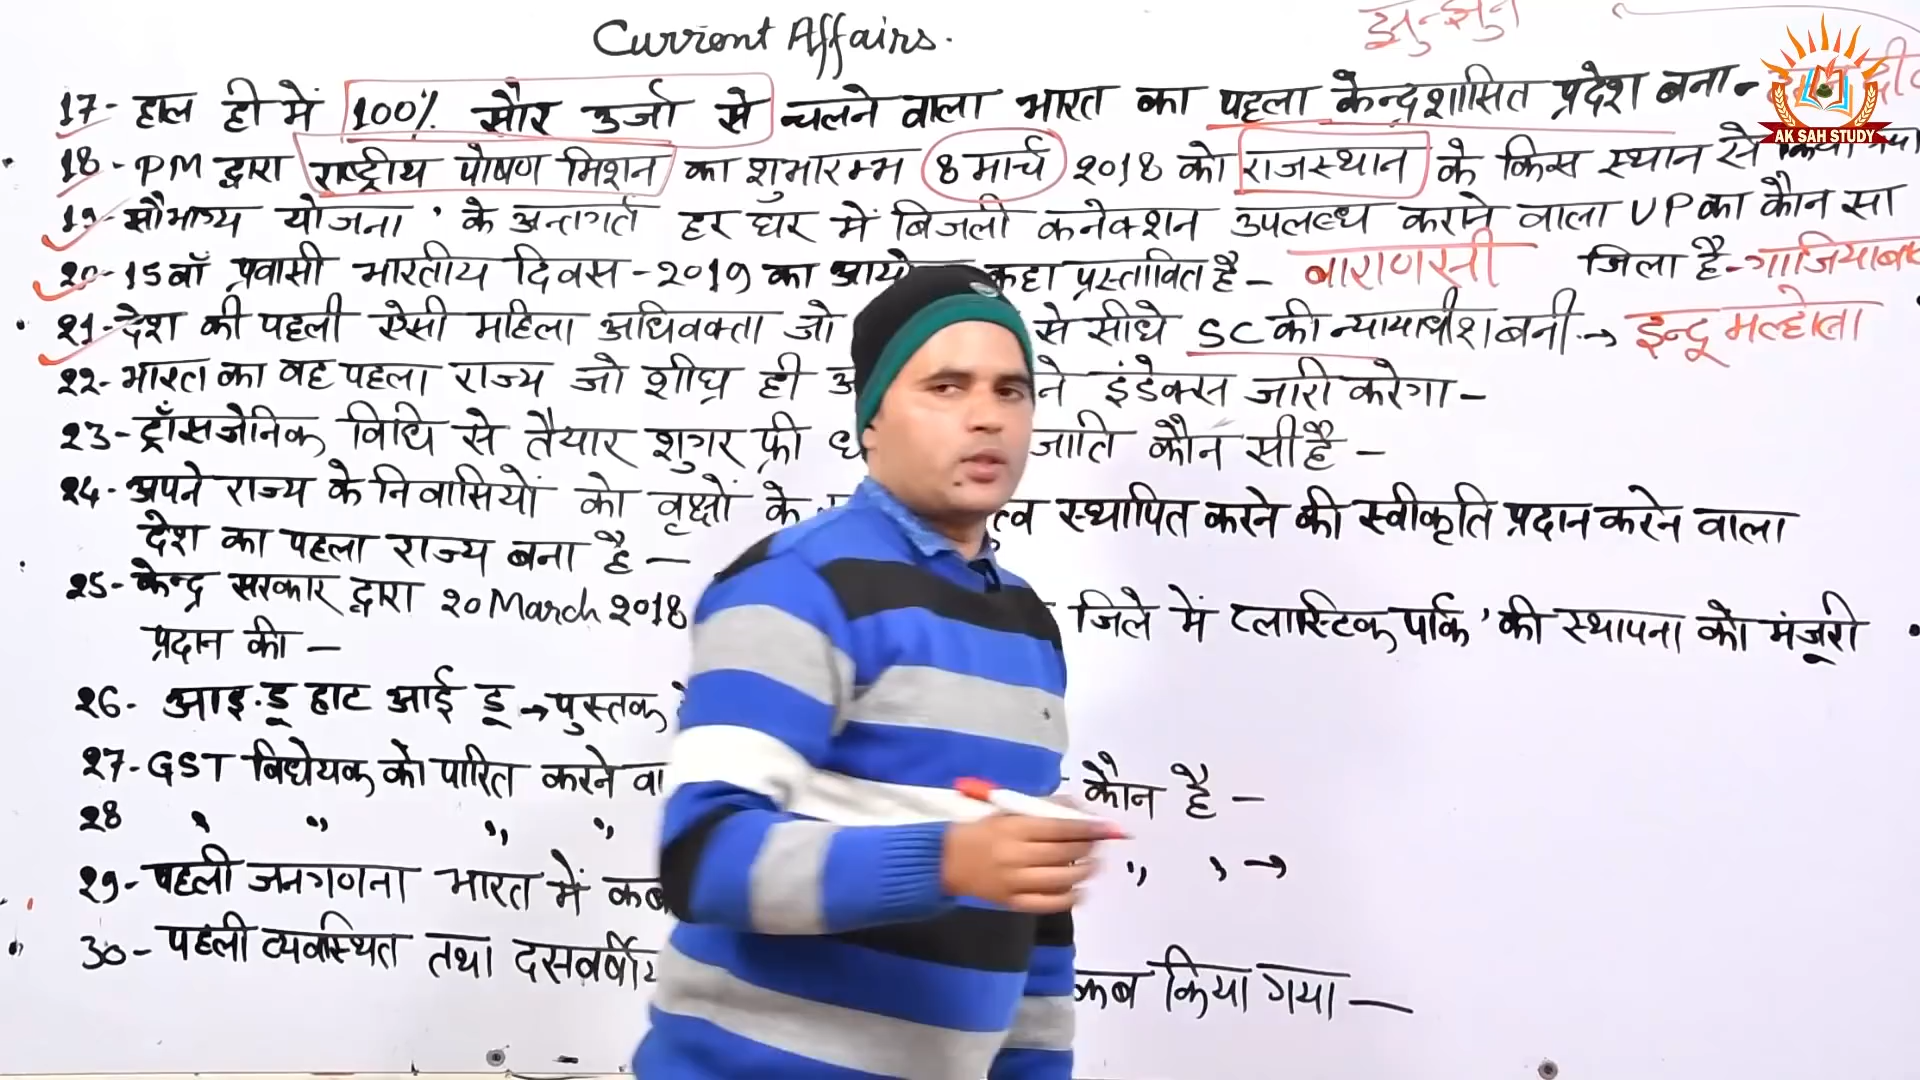 Current Affairs.
झुन्झुनु
17- हाल ही में 100% सौर उर्जा से चलने वाला भारत का पहला केन्द्रशासित प्रदेश बना-
AK SAH STUDY
18- PM द्वारा राष्ट्रीय पोषण मिशन का शुभारम्भ 8 मार्च 2018 को राजस्थान के किस स्थान से किया गया
19- सौभाग्य योजना' के अन्तर्गत हर घर में बिजली कनेक्शन उपलब्ध कराने वाला UP का कौन सा
जिला है- गाजियाबाद
20- 15 वाँ प्रवासी भारतीय दिवस-2019 का कहा प्रस्तावित है- वाराणसी
21- देश की पहली ऐसी महिला अधिवक्ता जो से सीधे SC की न्यायाधीश बनी.→ इन्दू मल्होत्रा
22- भारत का वह पहला राज्य जो शीघ्र ही इंडेक्स जारी करेगा-
23- ट्राँसजेनिक विधि से तैयार शुगर फ्री जाति कौन सी है-
24- अपने राज्य के निवासियों को वृक्षों के स्थापित करने की स्वीकृति प्रदान करने वाला
देश का पहला राज्य बना है-
25- केन्द्र सरकार द्वारा 20 March 2018 जिले में प्लास्टिक पार्क' की स्थापना को मंजूरी
प्रदान की-
26- आइ.डू हाट आई डू → पुस्तक
27- GST विधेयक को पारित करने कौन है-
28 " " " " " " →
29- पहली जनगणना भारत में कब
30- पहली व्यवस्थित तथा कब किया गया-